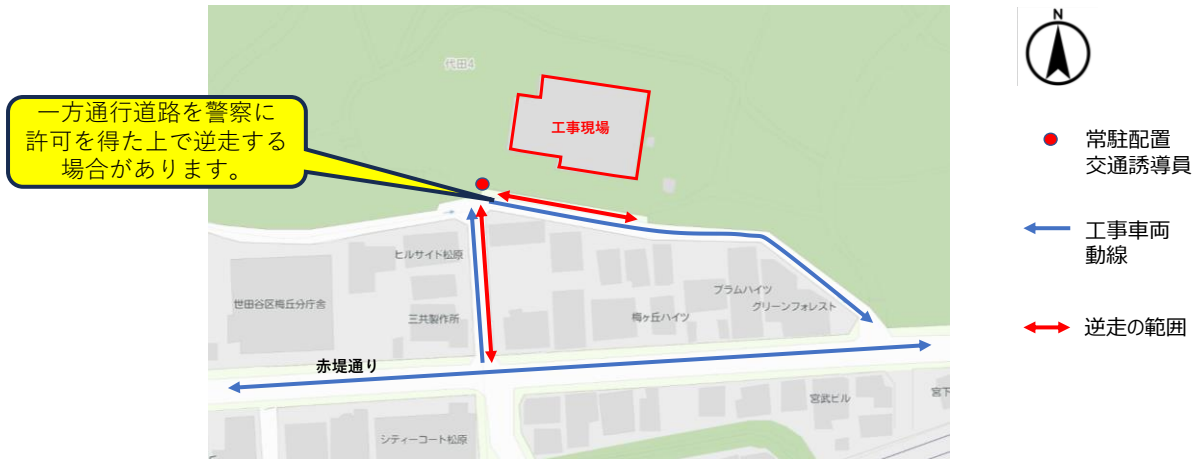 N
代田4
一方通行道路を警察に
許可を得た上で逆走する
場合があります。
工事現場
常駐配置
交通誘導員
工事車両
動線
逆走の範囲
ヒルサイド松原
世田谷区梅丘分庁舎
三共製作所
梅ヶ丘ハイツ
プラムハイツ
グリーンフォレスト
赤堤通り
宮武ビル
宮下
シティーコート松原